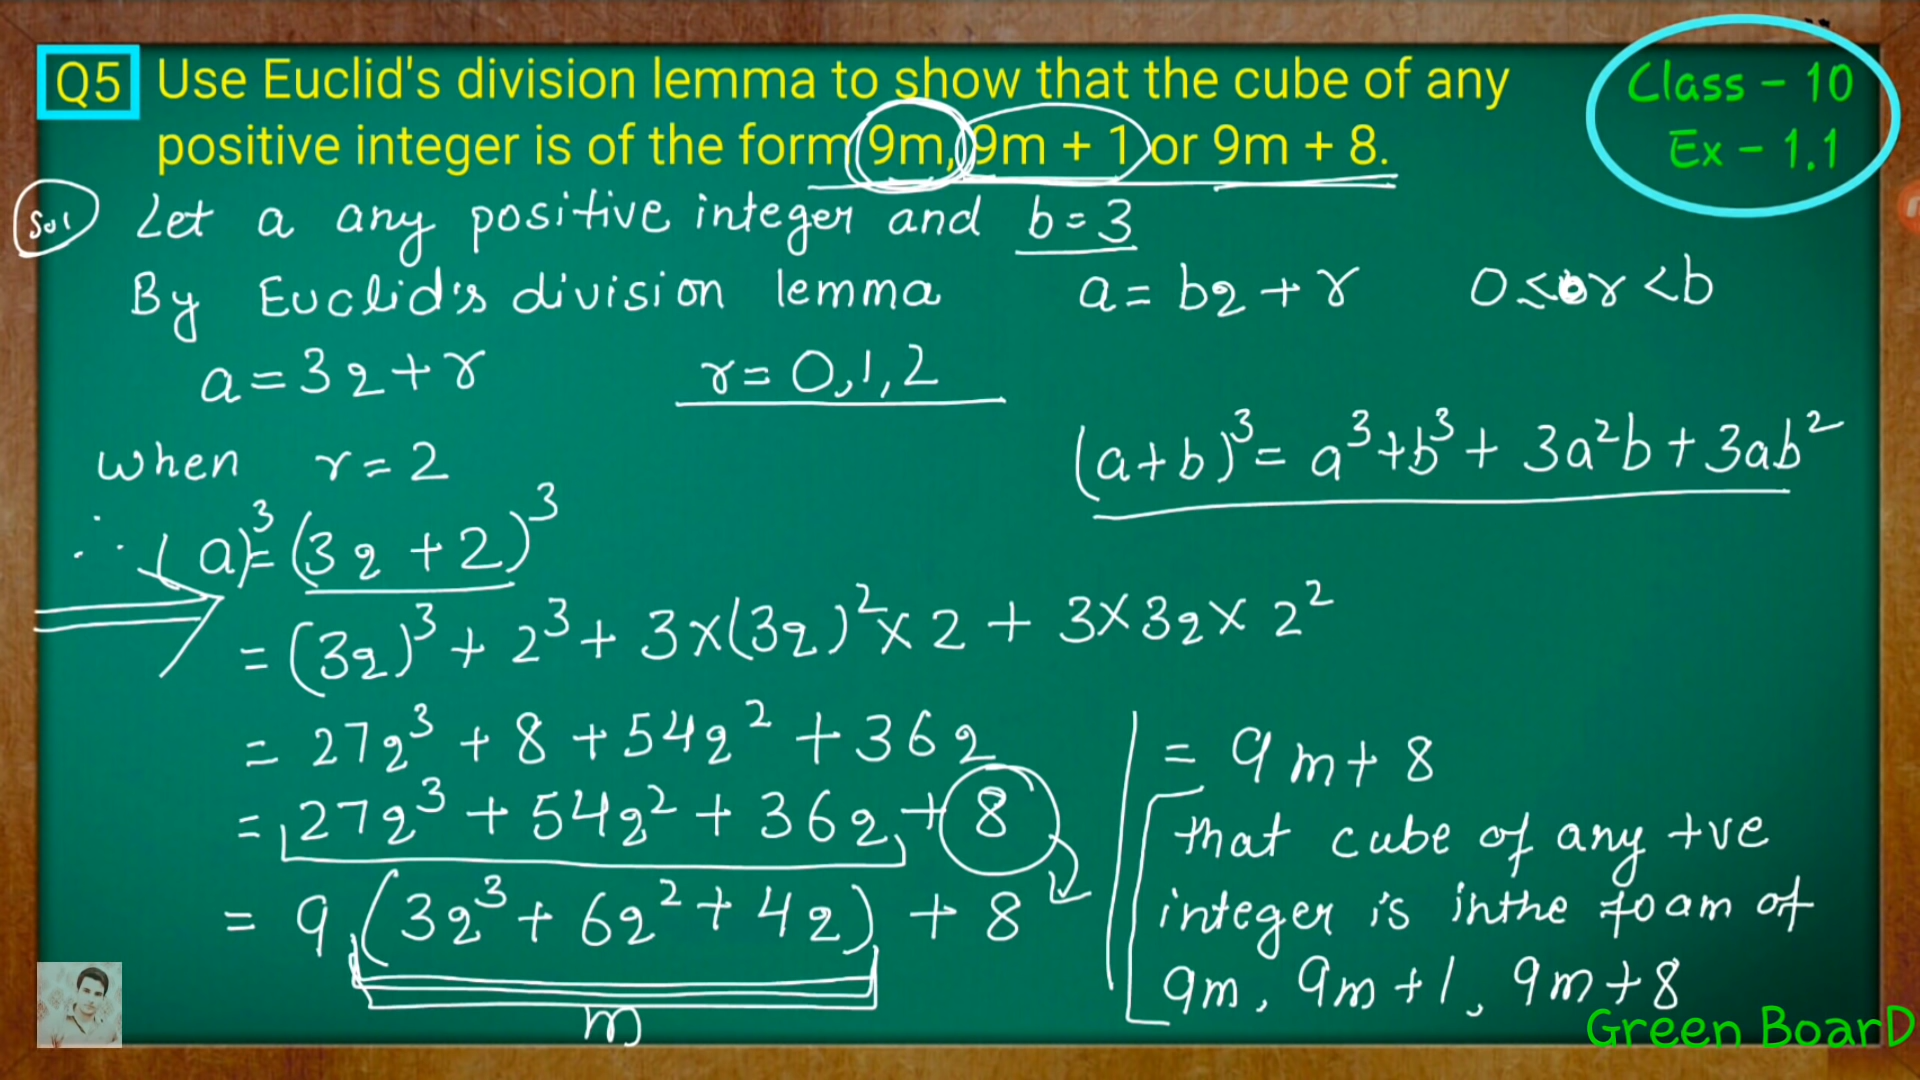 Q5 Use Euclid's division lemma to show that the cube of any
positive integer is of the form 9m, 9m + 1 or 9m + 8.
Class - 10
Ex - 1.1
Sol Let a any positive integer and b = 3
By Euclid's division lemma a = bq + r 0 ≤ r < b
a = 3q + r r = 0, 1, 2
when r = 2
(a+b)³ = a³ + b³ + 3a²b + 3ab²
∴ (a)³ = (3q + 2)³
= (3q)³ + 2³ + 3×(3q)²×2 + 3×3q×2²
= 27q³ + 8 + 54q² + 36q
= 27q³ + 54q² + 36q + 8
= 9(3q³ + 6q² + 4q) + 8
m
= 9m + 8
that cube of any +ve
integer is inthe foam of
9m, 9m+1, 9m+8
Green BoarD